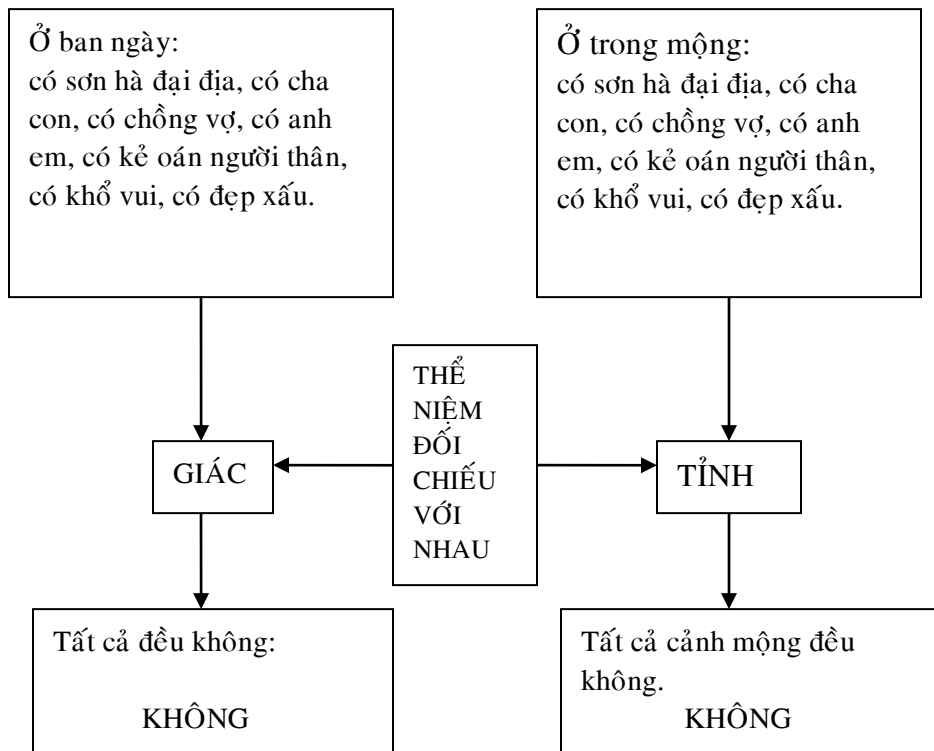 Ở ban ngày:
có sơn hà đại địa, có cha
con, có chồng vợ, có anh
em, có kẻ oán người thân,
có khổ vui, có đẹp xấu.
Ở trong mộng:
có sơn hà đại địa, có cha
con, có chồng vợ, có anh
em, có kẻ oán người thân,
có khổ vui, có đẹp xấu.
THỂ
NIỆM
ĐỐI
CHIẾU
VỚI
NHAU
GIÁC
TỈNH
Tất cả đều không:
KHÔNG
Tất cả cảnh mộng đều
không.
KHÔNG